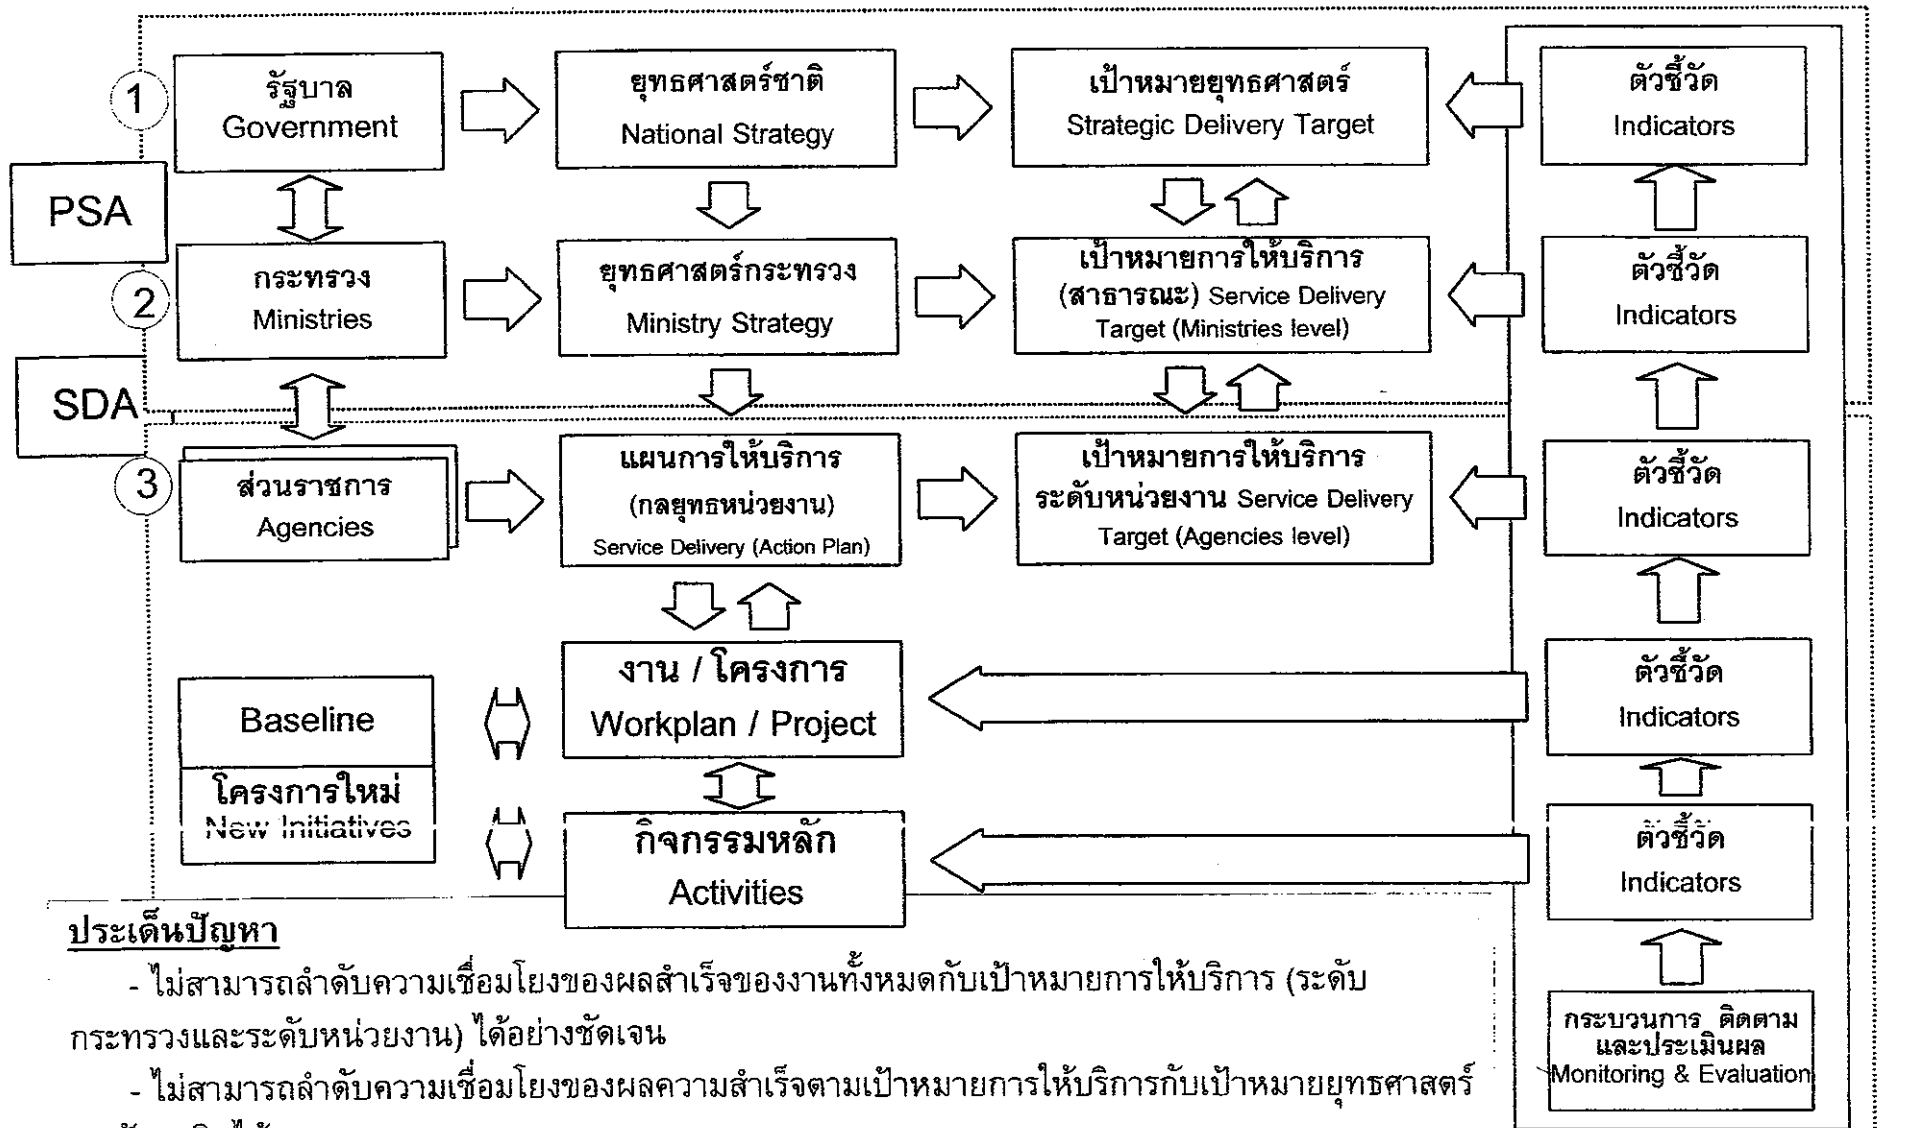 1
รัฐบาล
Government
ยุทธศาสตร์ชาติ
National Strategy
เป้าหมายยุทธศาสตร์
Strategic Delivery Target
ตัวชี้วัด
Indicators
PSA
2
กระทรวง
Ministries
ยุทธศาสตร์กระทรวง
Ministry Strategy
เป้าหมายการให้บริการ
(สาธารณะ) Service Delivery
Target (Ministries level)
ตัวชี้วัด
Indicators
SDA
3
ส่วนราชการ
Agencies
แผนการให้บริการ
(กลยุทธหน่วยงาน)
Service Delivery (Action Plan)
เป้าหมายการให้บริการ
ระดับหน่วยงาน Service Delivery
Target (Agencies level)
ตัวชี้วัด
Indicators
Baseline
โครงการใหม่
New Initiatives
งาน / โครงการ
Workplan / Project
ตัวชี้วัด
Indicators
กิจกรรมหลัก
Activities
ตัวชี้วัด
Indicators
กระบวนการ ติดตาม
และประเมินผล
Monitoring & Evaluation
ประเด็นปัญหา
- ไม่สามารถลำดับความเชื่อมโยงของผลสำเร็จของงานทั้งหมดกับเป้าหมายการให้บริการ (ระดับ
กระทรวงและระดับหน่วยงาน) ได้อย่างชัดเจน
- ไม่สามารถลำดับความเชื่อมโยงของผลความสำเร็จตามเป้าหมายการให้บริการกับเป้าหมายยุทธศาสตร์